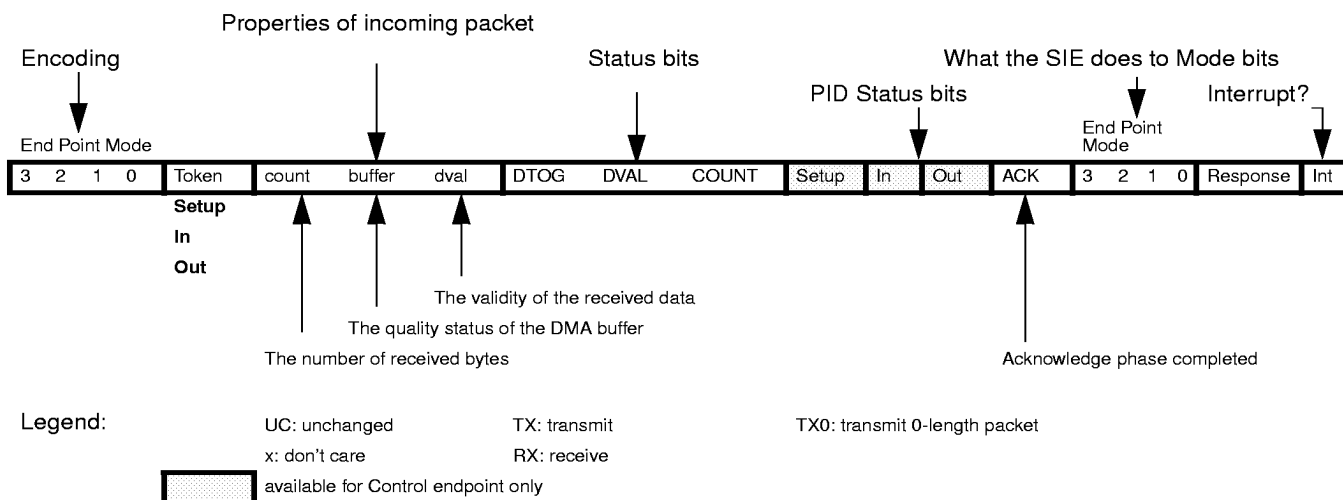 Properties of incoming packet
Encoding
Status bits
What the SIE does to Mode bits
PID Status bits
Interrupt?
End Point Mode
End Point
Mode
3 2 1 0 Token count buffer dval DTOG DVAL COUNT Setup In Out ACK 3 2 1 0 Response Int
Setup
In
Out
The validity of the received data
The quality status of the DMA buffer
The number of received bytes
Acknowledge phase completed
Legend:
UC: unchanged
TX: transmit
TX0: transmit 0-length packet
x: don't care
RX: receive
available for Control endpoint only